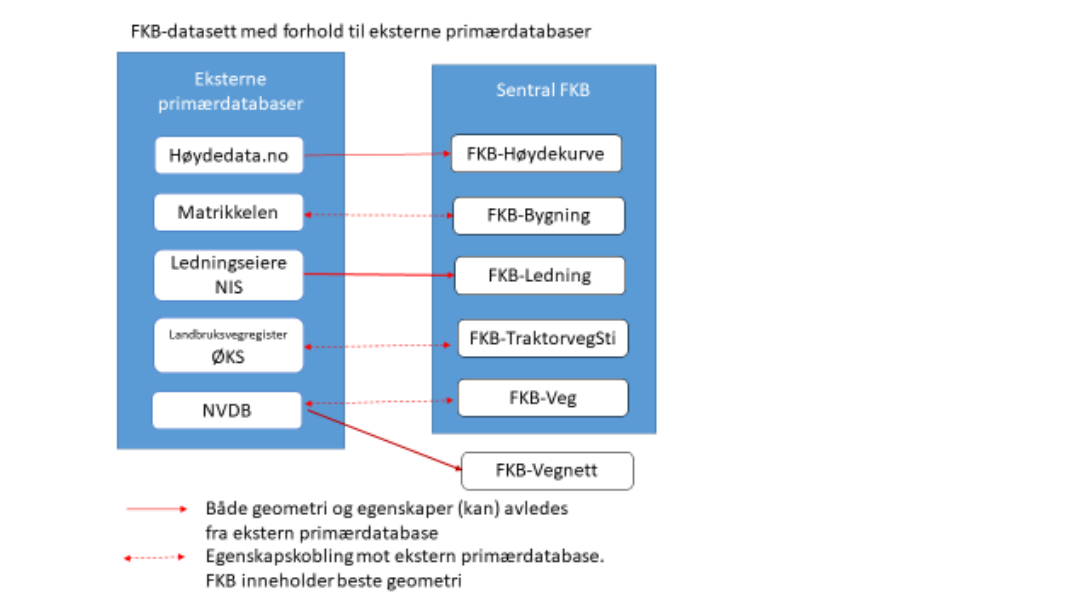 FKB-datasett med forhold til eksterne primærdatabaser
Eksterne
primærdatabaser
Høydedata.no
Matrikkelen
Ledningseiere
NIS
Landbruksvegregister
ØKS
NVDB
Sentral FKB
FKB-Høydekurve
FKB-Bygning
FKB-Ledning
FKB-TraktorvegSti
FKB-Veg
FKB-Vegnett
Både geometri og egenskaper (kan) avledes
fra ekstern primærdatabase
Egenskapskobling mot ekstern primærdatabase.
FKB inneholder beste geometri